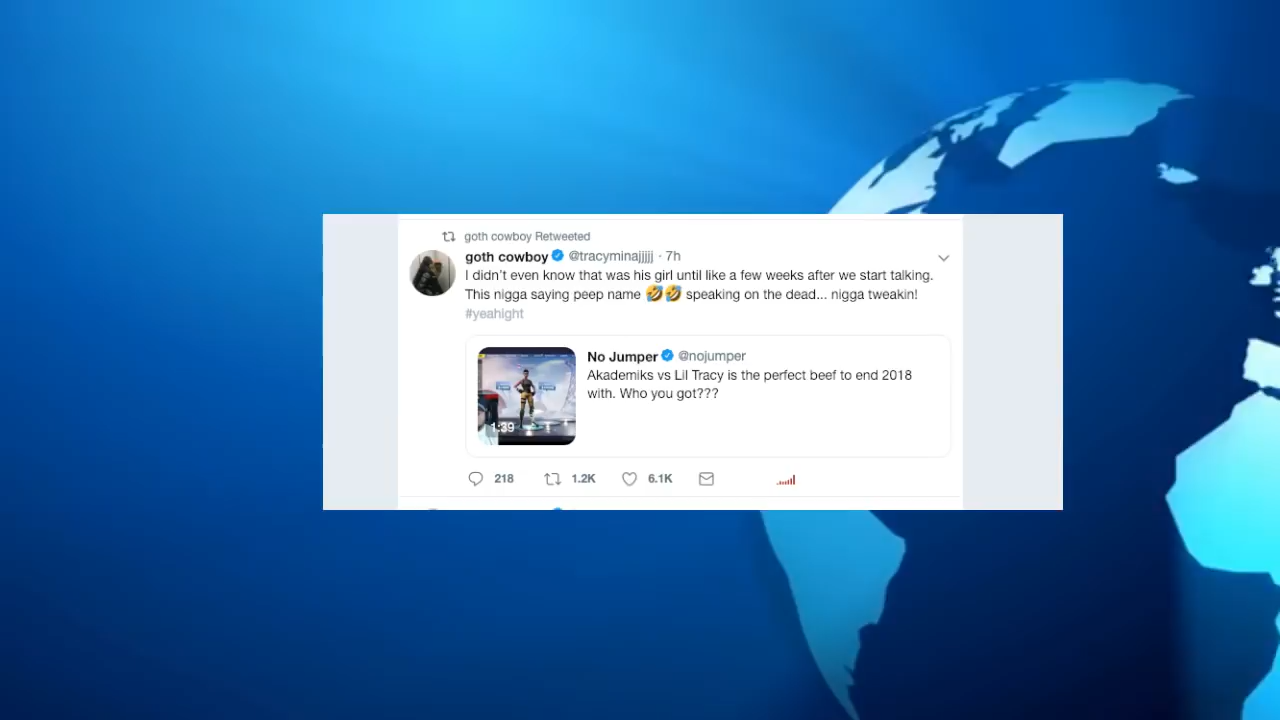 goth cowboy Retweeted
goth cowboy @tracyminajjjjj · 7h
I didn't even know that was his girl until like a few weeks after we start talking.
This nigga saying peep name 🤣🤣 speaking on the dead... nigga tweakin!
#yeahight
No Jumper @nojumper
Akademiks vs Lil Tracy is the perfect beef to end 2018
with. Who you got???
1:39
218 1.2K 6.1K